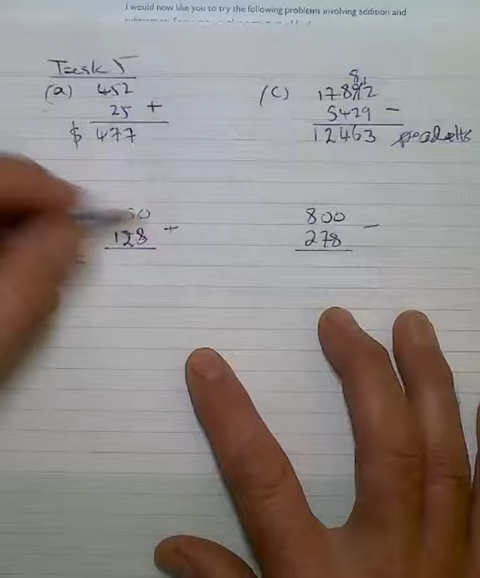 I would now like you to try the following problems involving addition and
Task 5
(a) 452
25 +
$ 477
(c) 17892
5429 -
12463
50
128 +
800
278 -